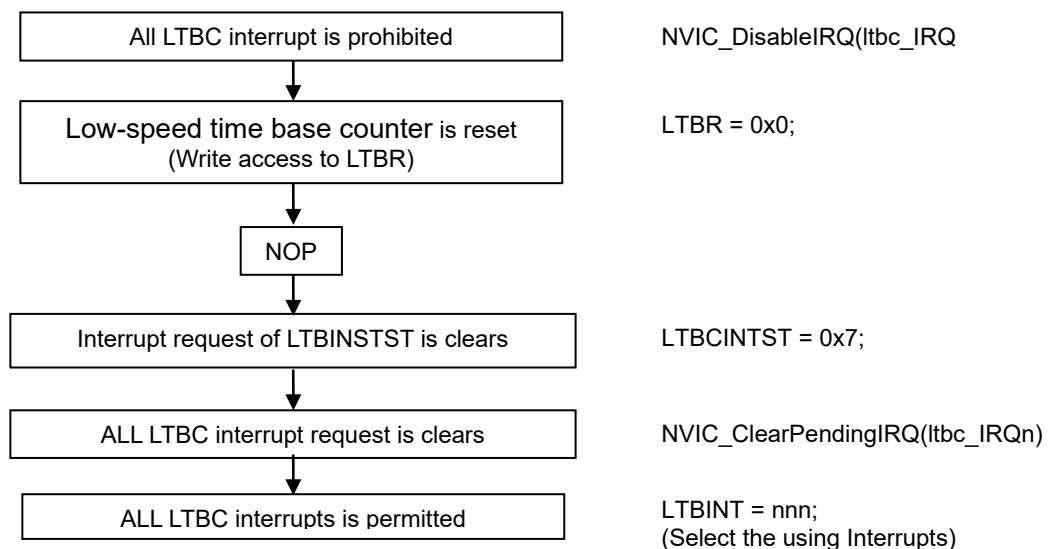 All LTBC interrupt is prohibited
NVIC_DisableIRQ(ltbc_IRQ
Low-speed time base counter is reset
(Write access to LTBR)
LTBR = 0x0;
NOP
Interrupt request of LTBINSTST is clears
LTBCINTST = 0x7;
ALL LTBC interrupt request is clears
NVIC_ClearPendingIRQ(ltbc_IRQn)
ALL LTBC interrupts is permitted
LTBINT = nnn;
(Select the using Interrupts)